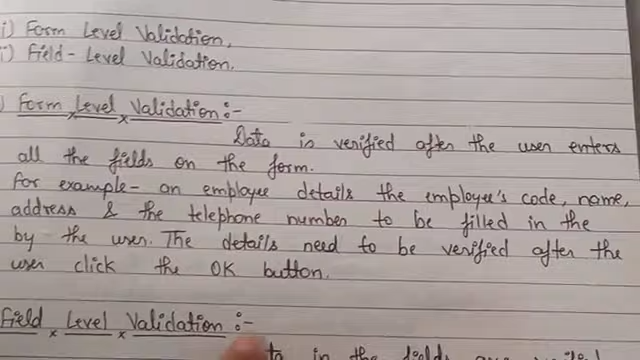 i) Form Level Validation,
ii) Field - Level Validation.
) Form x Level x Validation :-
Data is verified after the user enters
all the fields on the form.
For example - on employee details the employee's code, name,
address & the telephone number to be filled in the
by the user. The details need to be verified after the
user click the OK button.
Field x Level x Validation :-
in the fields